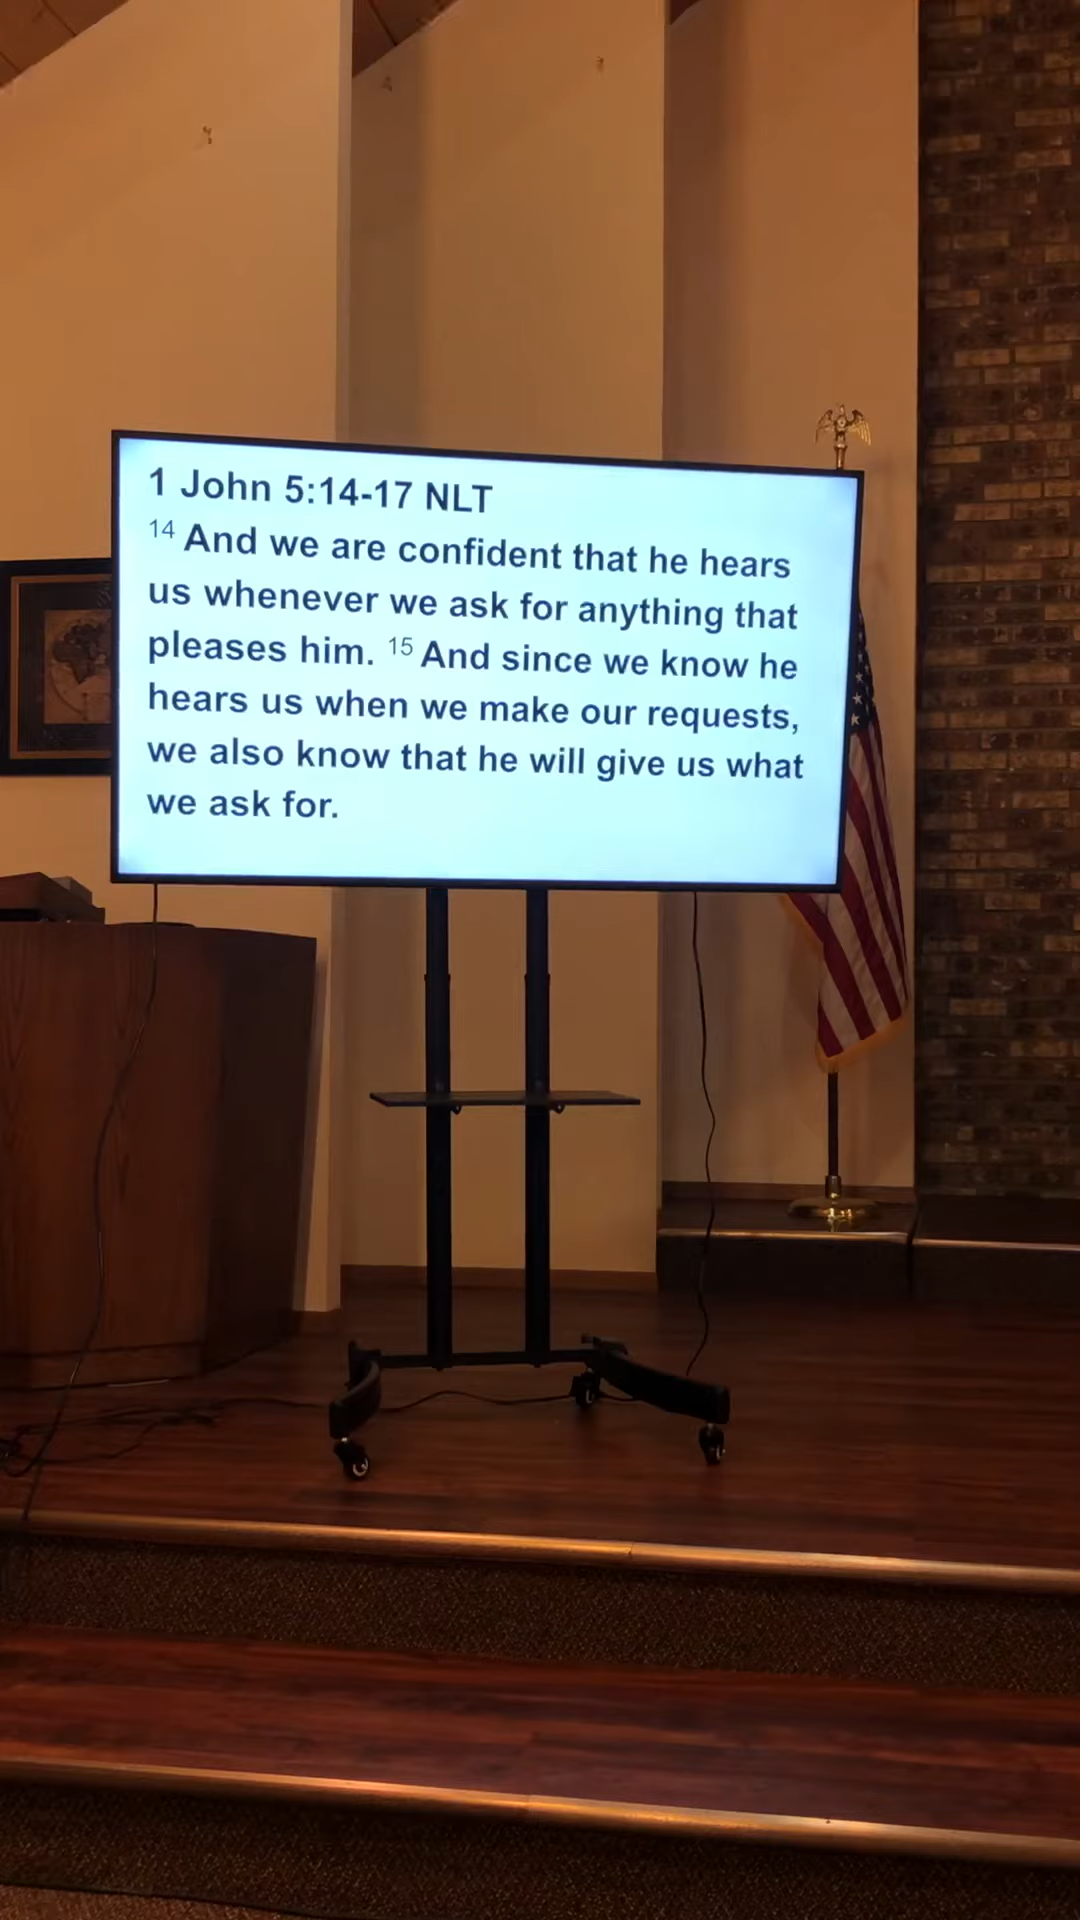 1 John 5:14-17 NLT
14 And we are confident that he hears
us whenever we ask for anything that
pleases him. 15 And since we know he
hears us when we make our requests,
we also know that he will give us what
we ask for.